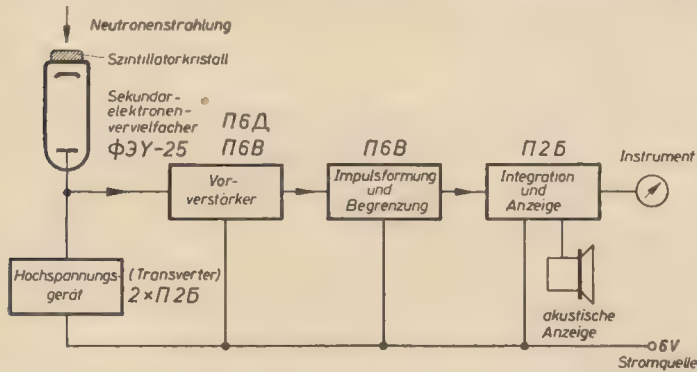 Neutronenstrahlung
Szintillatorkristall
Sekundär-
elektronen-
vervielfacher
ФЭУ-25
П6Д
П6В
Vor-
verstärker
П6В
Impulsformung
und
Begrenzung
П2Б
Integration
und
Anzeige
Instrument
Hochspannungs-
gerät
(Transverter)
2×П2Б
akustische
Anzeige
6V
Stromquelle